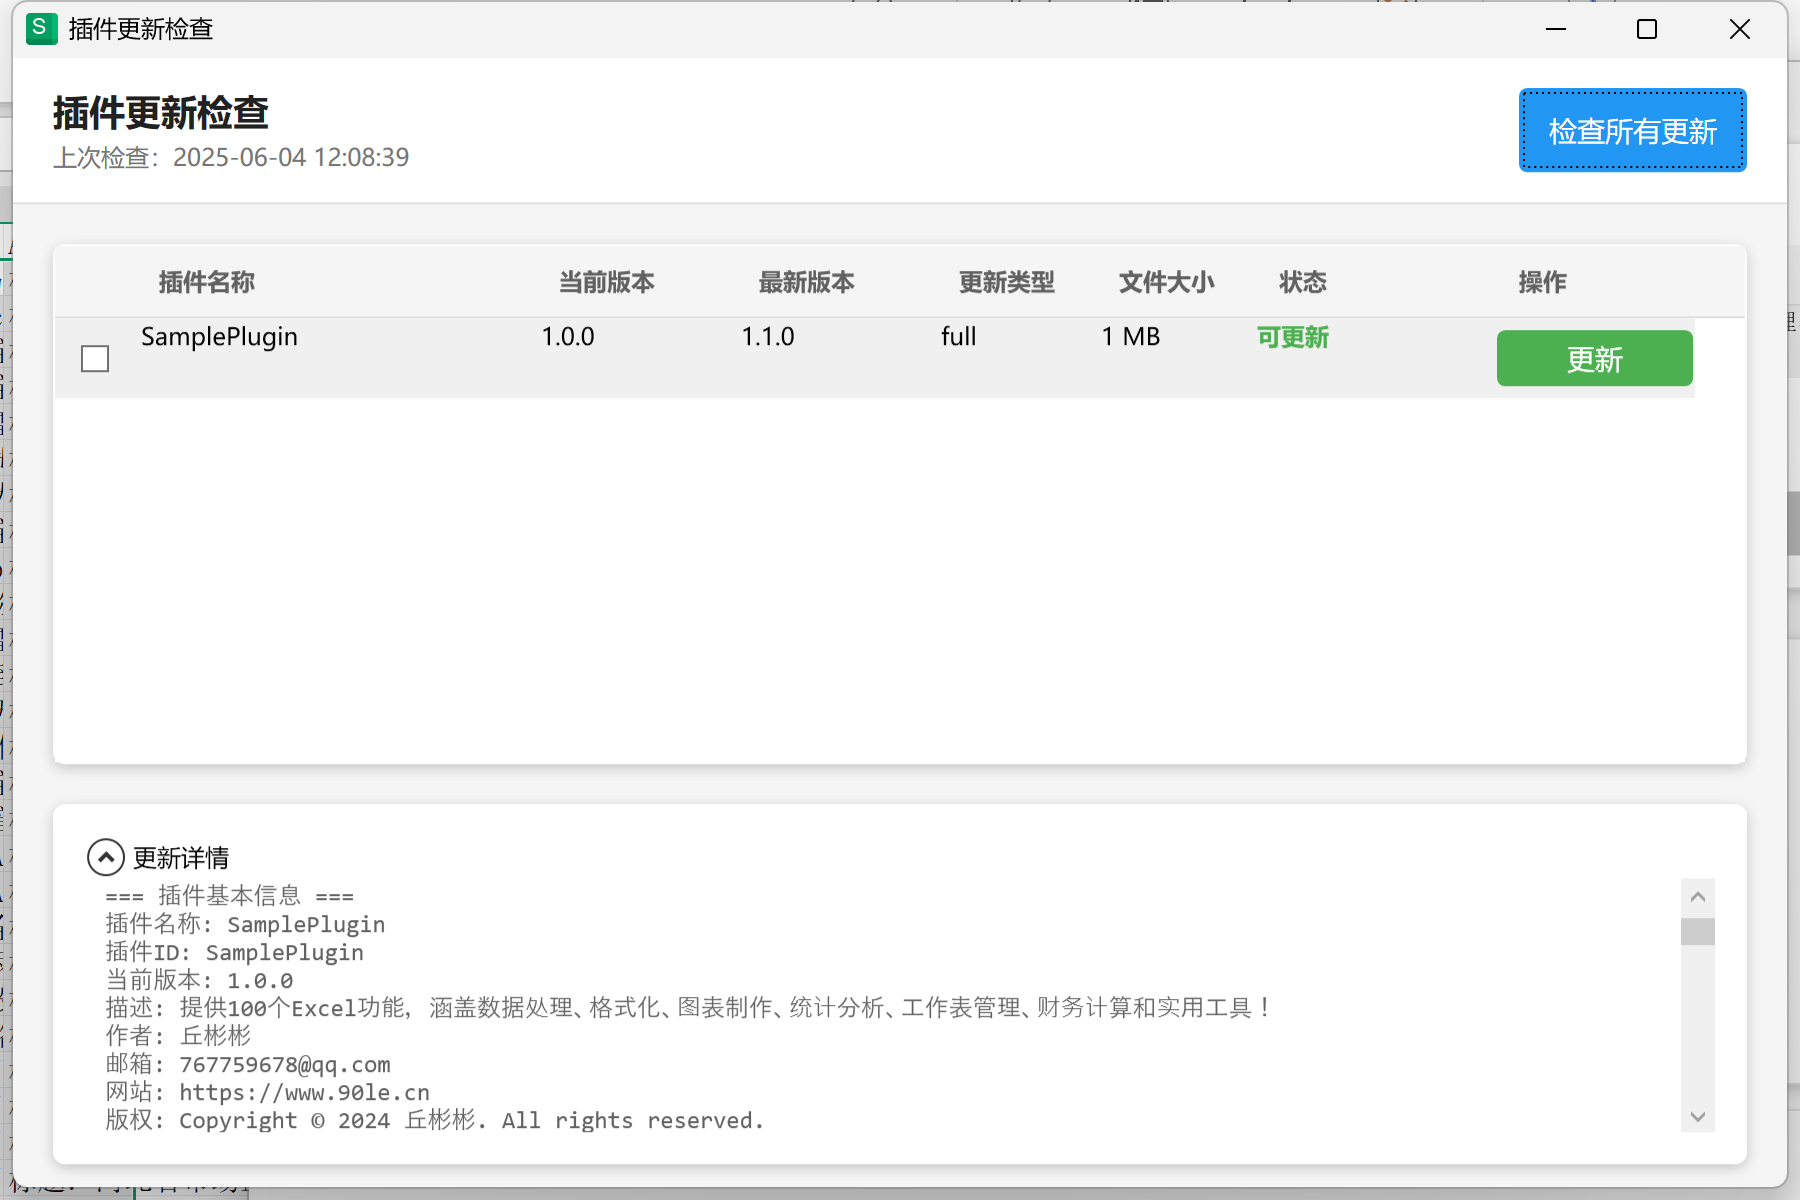 S 插件更新检查
插件更新检查
上次检查：2025-06-04 12:08:39
检查所有更新
插件名称 当前版本 最新版本 更新类型 文件大小 状态 操作
SamplePlugin 1.0.0 1.1.0 full 1 MB 可更新 更新
更新详情
=== 插件基本信息 ===
插件名称: SamplePlugin
插件ID: SamplePlugin
当前版本: 1.0.0
描述: 提供100个Excel功能，涵盖数据处理、格式化、图表制作、统计分析、工作表管理、财务计算和实用工具！
作者: 丘彬彬
邮箱: 767759678@qq.com
网站: https://www.90le.cn
版权: Copyright © 2024 丘彬彬. All rights reserved.